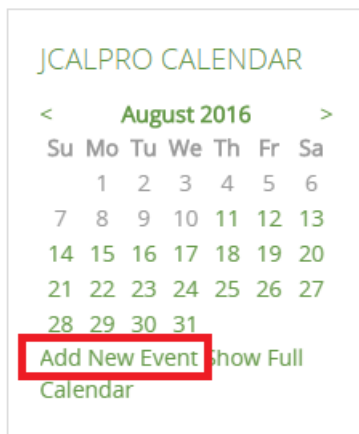 JCALPRO CALENDAR
< August 2016 >
Su Mo Tu We Th Fr Sa
1 2 3 4 5 6
7 8 9 10 11 12 13
14 15 16 17 18 19 20
21 22 23 24 25 26 27
28 29 30 31
Add New Event Show Full
Calendar